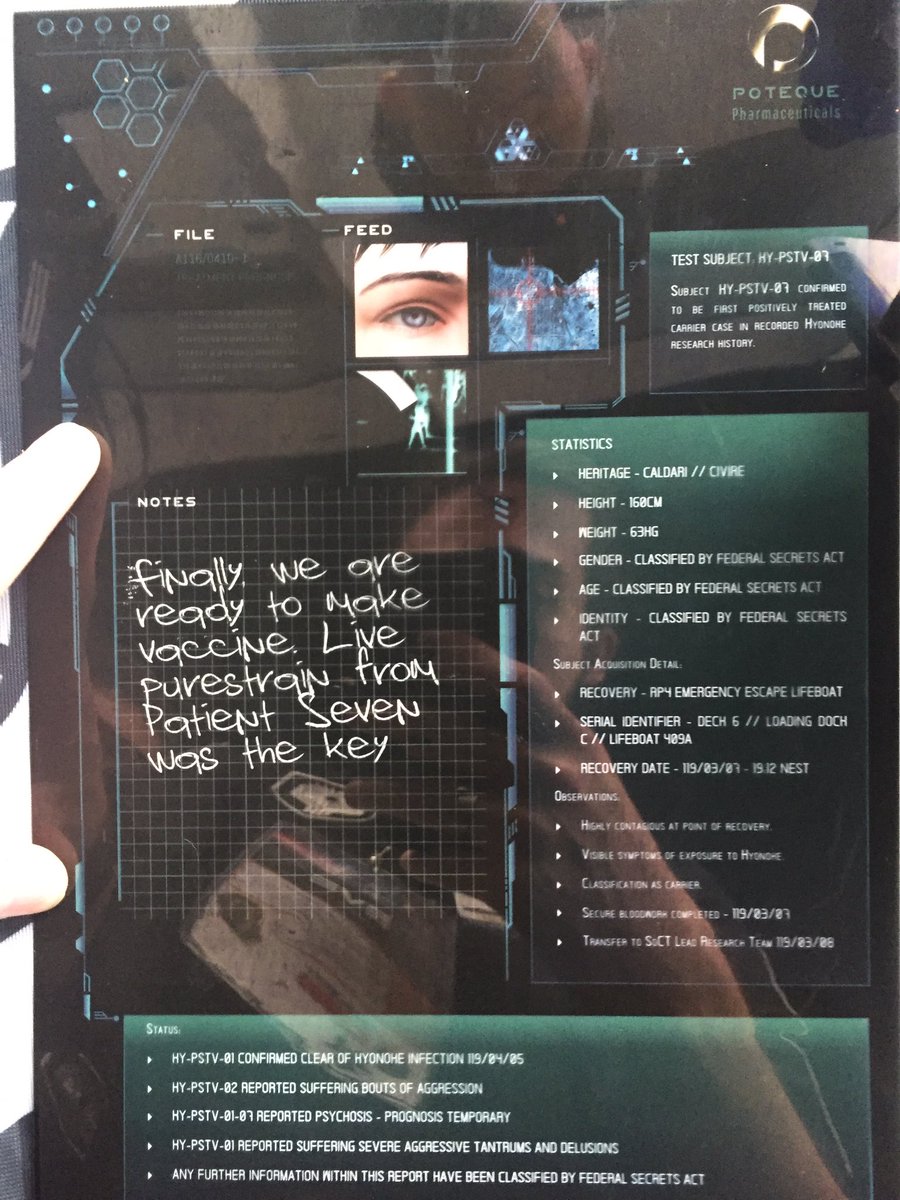 POTEQUE
Pharmaceuticals
FILE
A116/0410-1
FEED
TEST SUBJECT: HY-PSTV-07
SUBJECT HY-PSTV-07 CONFIRMED
TO BE FIRST POSITIVELY TREATED
CARRIER CASE IN RECORDED HYONOHE
RESEARCH HISTORY.
STATISTICS
HERITAGE - CALDARI // CIVIRE
HEIGHT - 160CM
WEIGHT - 63KG
GENDER - CLASSIFIED BY FEDERAL SECRETS ACT
AGE - CLASSIFIED BY FEDERAL SECRETS ACT
IDENTITY - CLASSIFIED BY FEDERAL SECRETS
ACT
SUBJECT ACQUISITION DETAIL:
RECOVERY - RP4 EMERGENCY ESCAPE LIFEBOAT
SERIAL IDENTIFIER - DECK 6 // LOADING DOCK
C // LIFEBOAT 409A
RECOVERY DATE - 119/03/07 - 19.12 NEST
OBSERVATIONS:
HIGHLY CONTAGIOUS AT POINT OF RECOVERY.
VISIBLE SYMPTOMS OF EXPOSURE TO HYONOHE.
CLASSIFICATION AS CARRIER.
SECURE BLOODWORK COMPLETED - 119/03/07
TRANSFER TO SOCT LEAD RESEARCH TEAM 119/03/08
NOTES
finally, we are
ready to make
vaccine. Live
purestrain from
Patient Seven
was the key
STATUS:
HY-PSTV-01 CONFIRMED CLEAR OF HYONOHE INFECTION 119/04/05
HY-PSTV-02 REPORTED SUFFERING BOUTS OF AGGRESSION
HY-PSTV-01-07 REPORTED PSYCHOSIS - PROGNOSIS TEMPORARY
HY-PSTV-01 REPORTED SUFFERING SEVERE AGGRESSIVE TANTRUMS AND DELUSIONS
ANY FURTHER INFORMATION WITHIN THIS REPORT HAVE BEEN CLASSIFIED BY FEDERAL SECRETS ACT